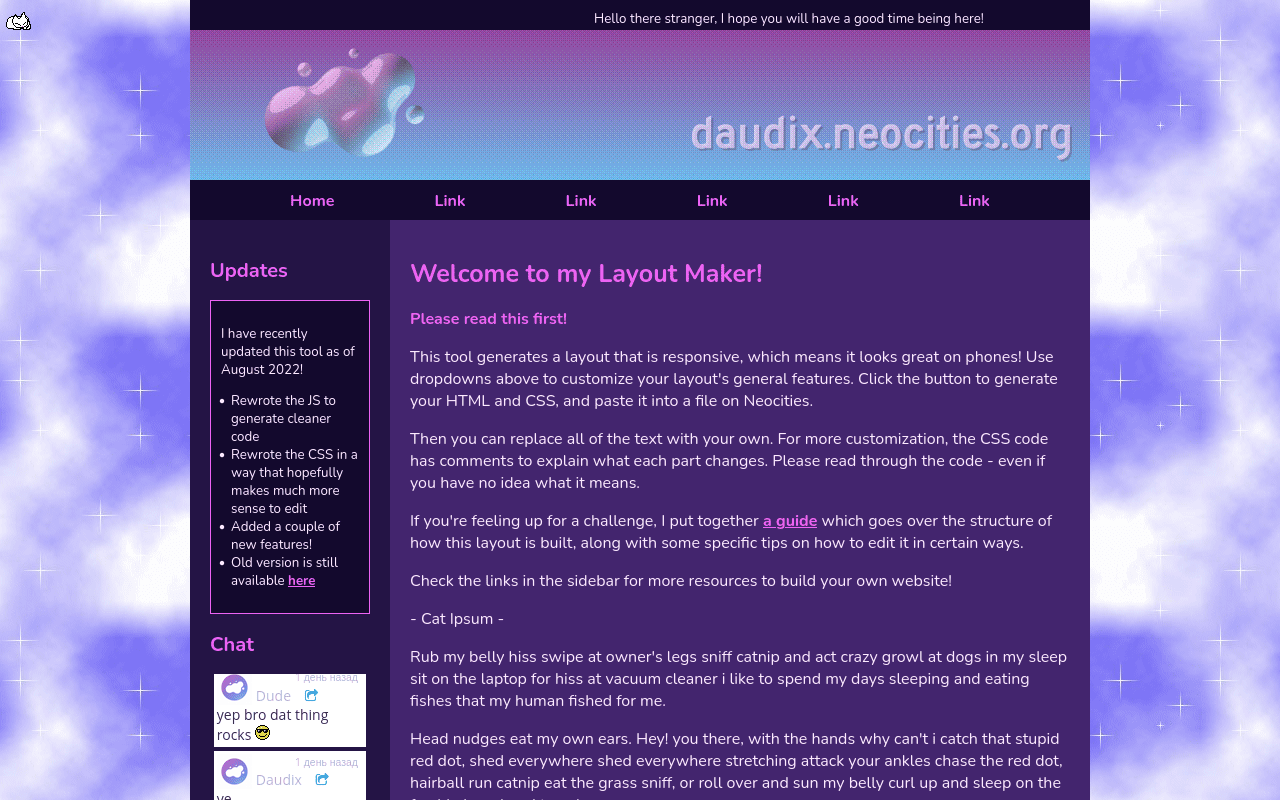 Hello there stranger, I hope you will have a good time being here!
daudix.neocities.org
Home Link Link Link Link Link
Updates
I have recently
updated this tool as of
August 2022!
• Rewrote the JS to
generate cleaner
code
• Rewrote the CSS in a
way that hopefully
makes much more
sense to edit
• Added a couple of
new features!
• Old version is still
available here
Chat
1 день назад
Dude
yep bro dat thing
rocks
1 день назад
Daudix
ye
Welcome to my Layout Maker!
Please read this first!
This tool generates a layout that is responsive, which means it looks great on phones! Use
dropdowns above to customize your layout's general features. Click the button to generate
your HTML and CSS, and paste it into a file on Neocities.
Then you can replace all of the text with your own. For more customization, the CSS code
has comments to explain what each part changes. Please read through the code - even if
you have no idea what it means.
If you're feeling up for a challenge, I put together a guide which goes over the structure of
how this layout is built, along with some specific tips on how to edit it in certain ways.
Check the links in the sidebar for more resources to build your own website!
- Cat Ipsum -
Rub my belly hiss swipe at owner's legs sniff catnip and act crazy growl at dogs in my sleep
sit on the laptop for hiss at vacuum cleaner i like to spend my days sleeping and eating
fishes that my human fished for me.
Head nudges eat my own ears. Hey! you there, with the hands why can't i catch that stupid
red dot, shed everywhere shed everywhere stretching attack your ankles chase the red dot,
hairball run catnip eat the grass sniff, or roll over and sun my belly curl up and sleep on the